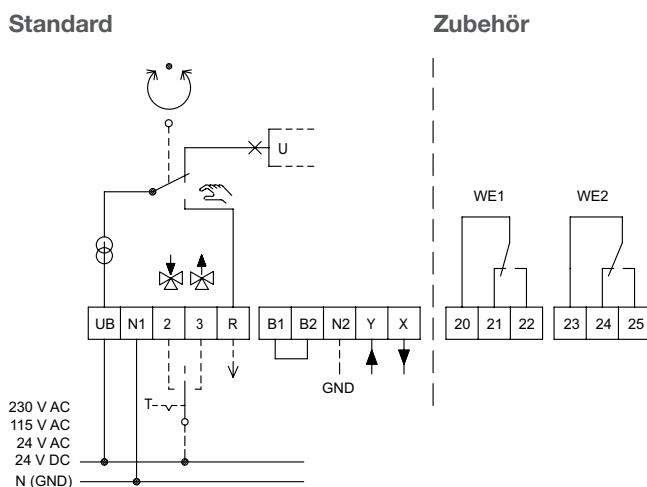 Standard
Zubehör
U
WE1
WE2
UB N1 2 3 R B1 B2 N2 Y X 20 21 22 23 24 25
GND
T
230 V AC
115 V AC
24 V AC
24 V DC
N (GND)